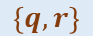 {q, r}